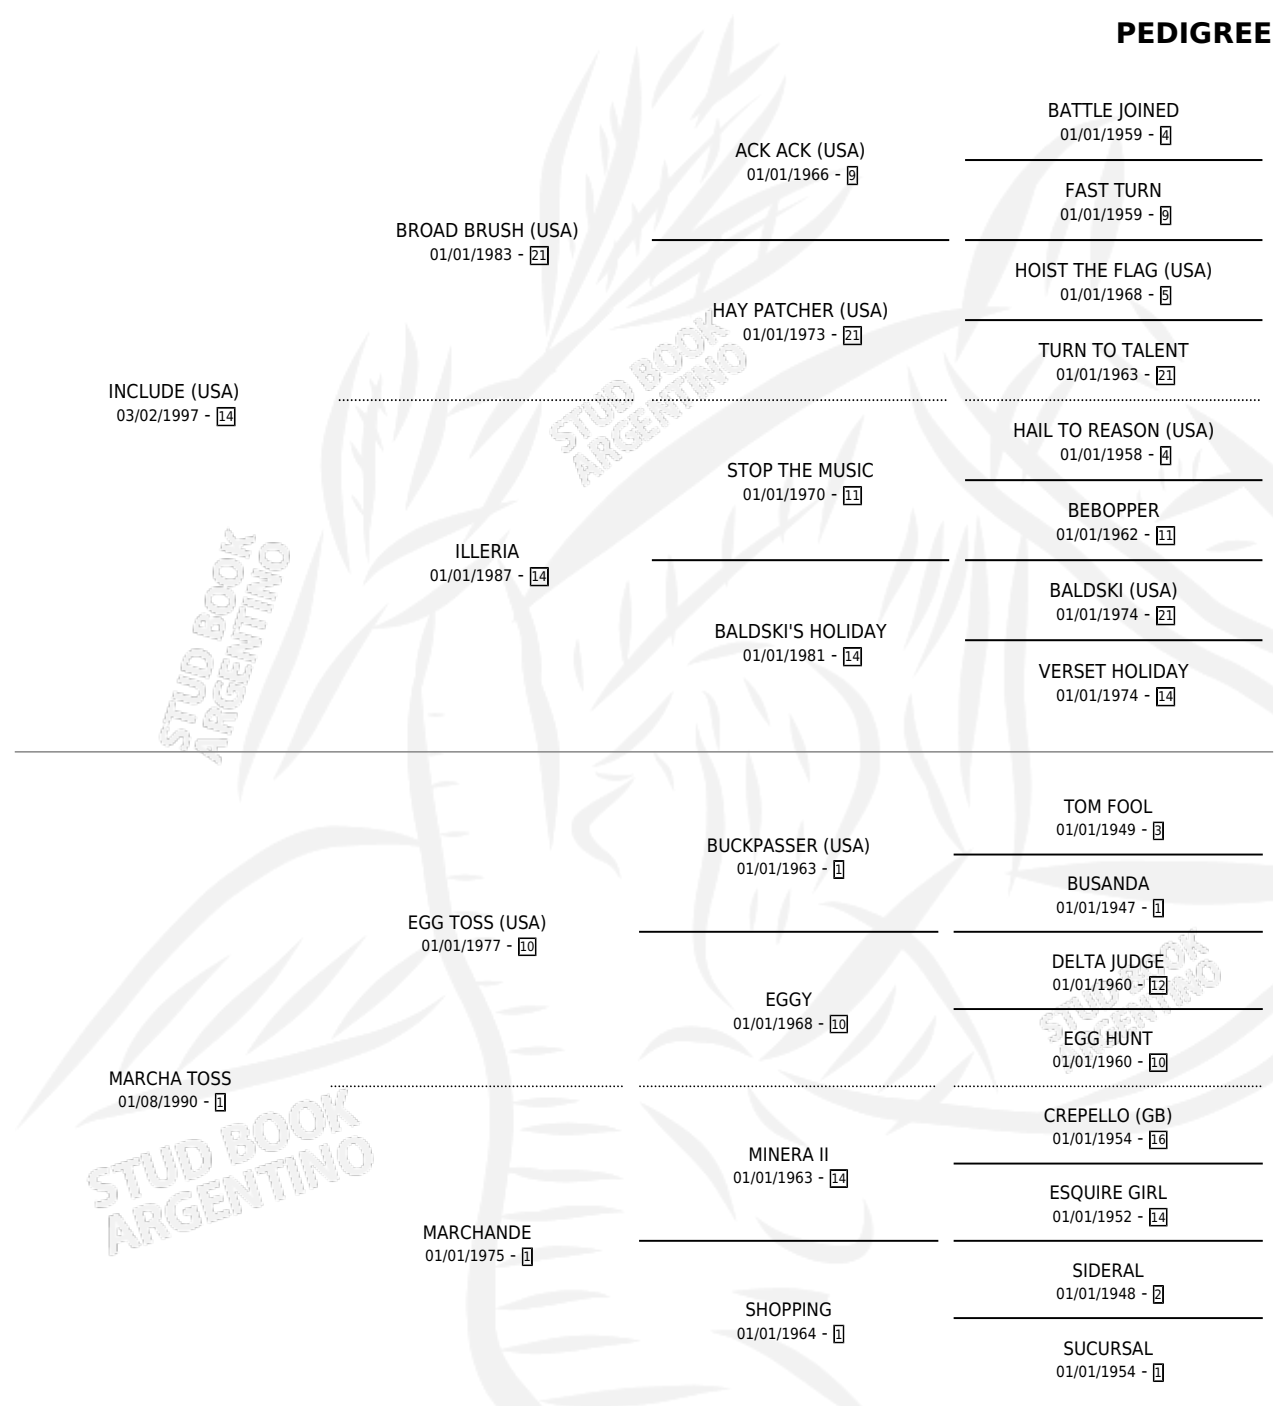 PEDIGREE
BATTLE JOINED
01/01/1959 - 4
ACK ACK (USA)
01/01/1966 - 9
FAST TURN
01/01/1959 - 9
BROAD BRUSH (USA)
01/01/1983 - 21
HOIST THE FLAG (USA)
01/01/1968 - 5
HAY PATCHER (USA)
01/01/1973 - 21
TURN TO TALENT
01/01/1963 - 21
INCLUDE (USA)
03/02/1997 - 14
STUD BOOK
ARGENTINO
HAIL TO REASON (USA)
01/01/1958 - 4
STOP THE MUSIC
01/01/1970 - 11
BEBOPPER
01/01/1962 - 11
ILLERIA
01/01/1987 - 14
BALDSKI (USA)
01/01/1974 - 21
BALDSKI'S HOLIDAY
01/01/1981 - 14
VERSET HOLIDAY
01/01/1974 - 14
STUD BOOK
ARGENTINO
TOM FOOL
01/01/1949 - 3
BUCKPASSER (USA)
01/01/1963 - 1
BUSANDA
01/01/1947 - 1
EGG TOSS (USA)
01/01/1977 - 10
DELTA JUDGE
01/01/1960 - 12
EGGY
01/01/1968 - 10
STUD BOOK
ARGENTINO
EGG HUNT
01/01/1960 - 10
MARCHA TOSS
01/08/1990 - 1
STUD BOOK
ARGENTINO
CREPELLO (GB)
01/01/1954 - 16
MINERA II
01/01/1963 - 14
ESQUIRE GIRL
01/01/1952 - 14
MARCHANDE
01/01/1975 - 1
SIDERAL
01/01/1948 - 2
SHOPPING
01/01/1964 - 1
SUCURSAL
01/01/1954 - 1